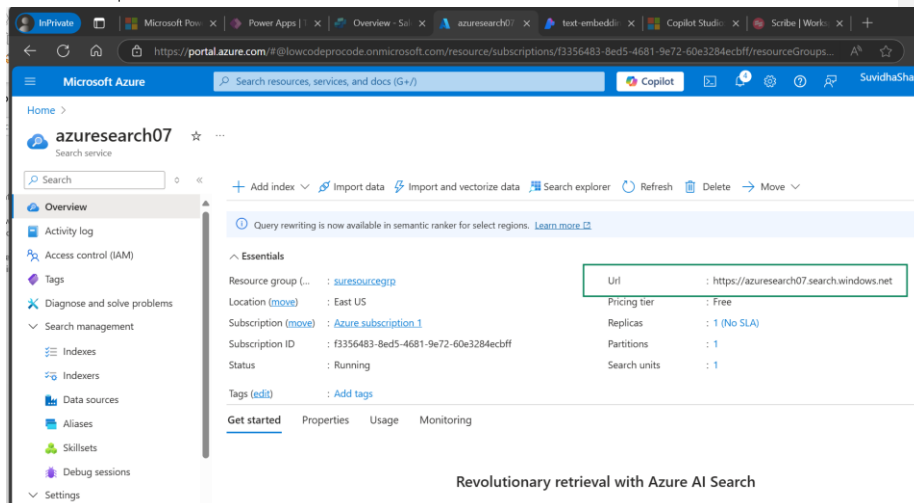 InPrivate
Microsoft Pow
Power Apps | 1
Overview - Sal
azuresearch07
text-embeddin
Copilot Studio
Scribe | Works
https://portal.azure.com/#@lowcodeprocode.onmicrosoft.com/resource/subscriptions/f3356483-8ed5-4681-9e72-60e3284ecbff/resourceGroups...
Microsoft Azure
Search resources, services, and docs (G+/)
Copilot
4
SuvidhaSha
Home >
azuresearch07
Search service
Search
Add index
Import data
Import and vectorize data
Search explorer
Refresh
Delete
Move
Overview
Activity log
Access control (IAM)
Tags
Diagnose and solve problems
Search management
Indexes
Indexers
Data sources
Aliases
Skillsets
Debug sessions
Settings
Query rewriting is now available in semantic ranker for select regions. Learn more
Essentials
Resource group (... : suresourcegrp
Location (move) : East US
Subscription (move) : Azure subscription 1
Subscription ID : f3356483-8ed5-4681-9e72-60e3284ecbff
Status : Running
Tags (edit) : Add tags
Url : https://azuresearch07.search.windows.net
Pricing tier : Free
Replicas : 1 (No SLA)
Partitions : 1
Search units : 1
Get started Properties Usage Monitoring
Revolutionary retrieval with Azure AI Search